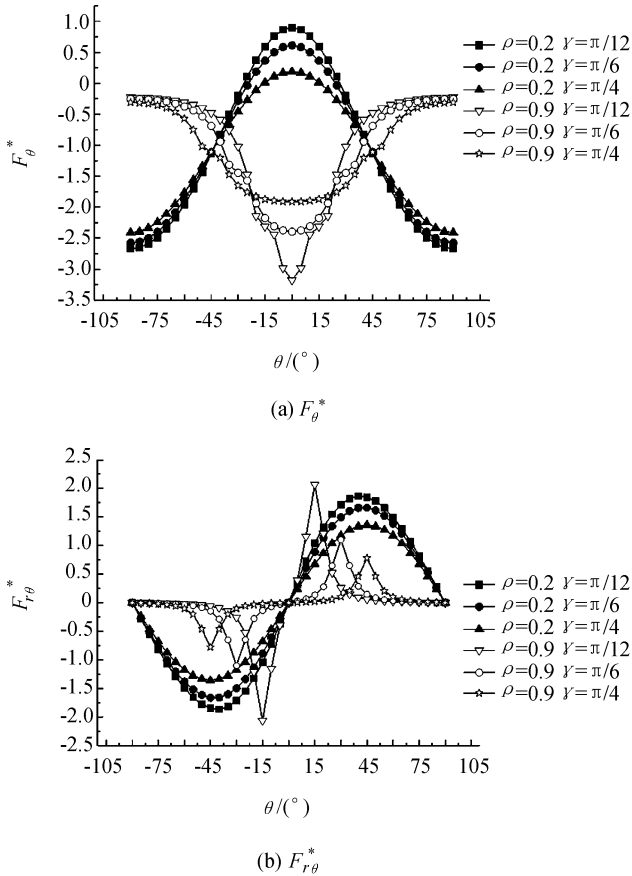 1.0
0.5
0
-0.5
-1.0
-1.5
-2.0
-2.5
-3.0
-3.5
F_θ^*
-105 -75 -45 -15 15 45 75 105
θ/(°)
ρ=0.2 γ=π/12
ρ=0.2 γ=π/6
ρ=0.2 γ=π/4
ρ=0.9 γ=π/12
ρ=0.9 γ=π/6
ρ=0.9 γ=π/4
(a) F_θ^*
2.5
2.0
1.5
1.0
0.5
0
-0.5
-1.0
-1.5
-2.0
-2.5
F_rθ^*
-105 -75 -45 -15 15 45 75 105
θ/(°)
ρ=0.2 γ=π/12
ρ=0.2 γ=π/6
ρ=0.2 γ=π/4
ρ=0.9 γ=π/12
ρ=0.9 γ=π/6
ρ=0.9 γ=π/4
(b) F_rθ^*